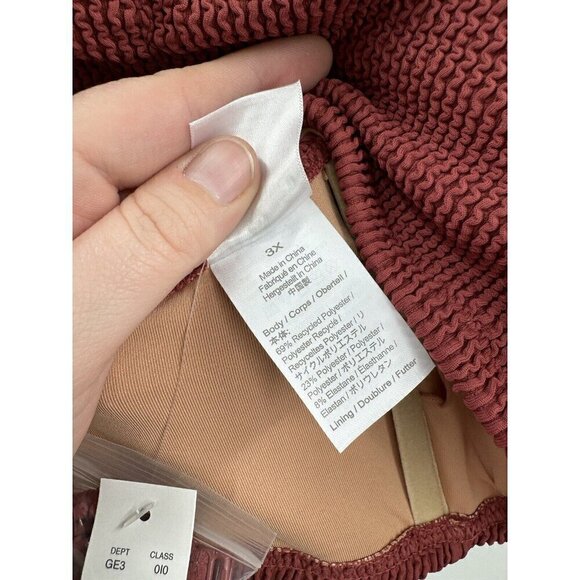 3X
Made in China
Fabriqué en Chine
Hergestellt in China
中国製
Body / Corps / Oberteil /
本体:
69% Recycled Polyester /
Polyester Recyclé /
Recyceltes Polyester / リ
サイクルポリエステル
23% Polyester / Polyester /
Polyester / ポリエステル
8% Elastane / Élasthanne /
Elastan / ポリウレタン
Lining / Doublure / Futter
DEPT CLASS
GE3 010